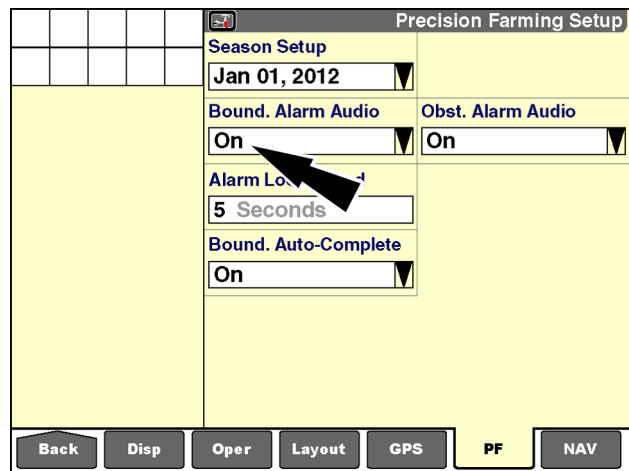 Precision Farming Setup
Season Setup
Jan 01, 2012
Bound. Alarm Audio
Obst. Alarm Audio
On
On
Alarm
5 Seconds
Bound. Auto-Complete
On
Back
Disp
Oper
Layout
GPS
PF
NAV